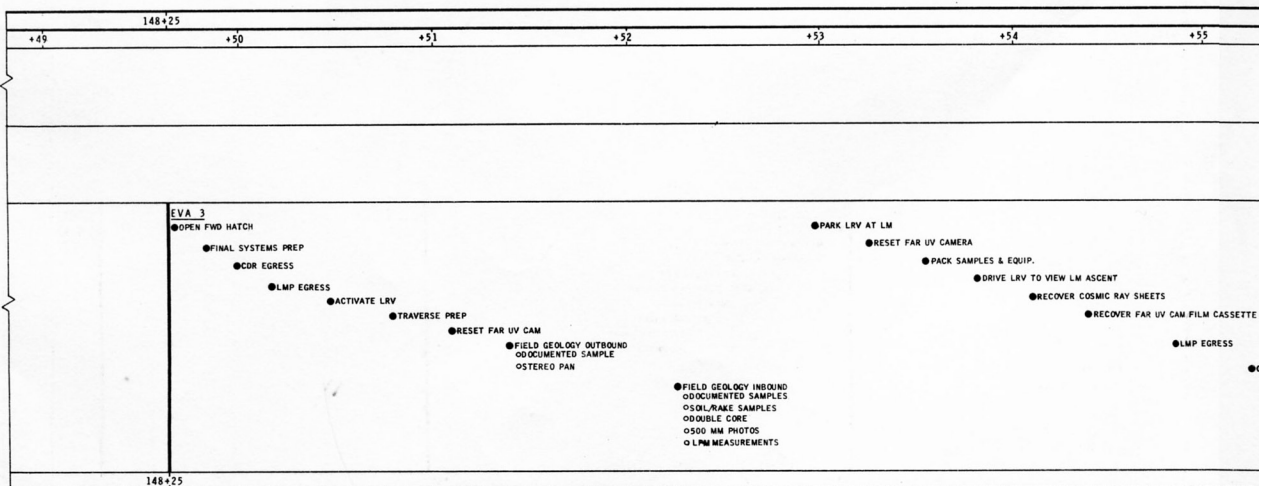 148+25
+49 +50 +51 +52 +53 +54 +55
EVA 3
●OPEN FWD HATCH
●FINAL SYSTEMS PREP
●CDR EGRESS
●LMP EGRESS
●ACTIVATE LRV
●TRAVERSE PREP
●RESET FAR UV CAM
●FIELD GEOLOGY OUTBOUND
○DOCUMENTED SAMPLE
○STEREO PAN
●FIELD GEOLOGY INBOUND
○DOCUMENTED SAMPLES
○SOIL/RAKE SAMPLES
○DOUBLE CORE
○500 MM PHOTOS
○LPM MEASUREMENTS
●PARK LRV AT LM
●RESET FAR UV CAMERA
●PACK SAMPLES & EQUIP.
●DRIVE LRV TO VIEW LM ASCENT
●RECOVER COSMIC RAY SHEETS
●RECOVER FAR UV CAM FILM CASSETTE
●LMP EGRESS
148+25